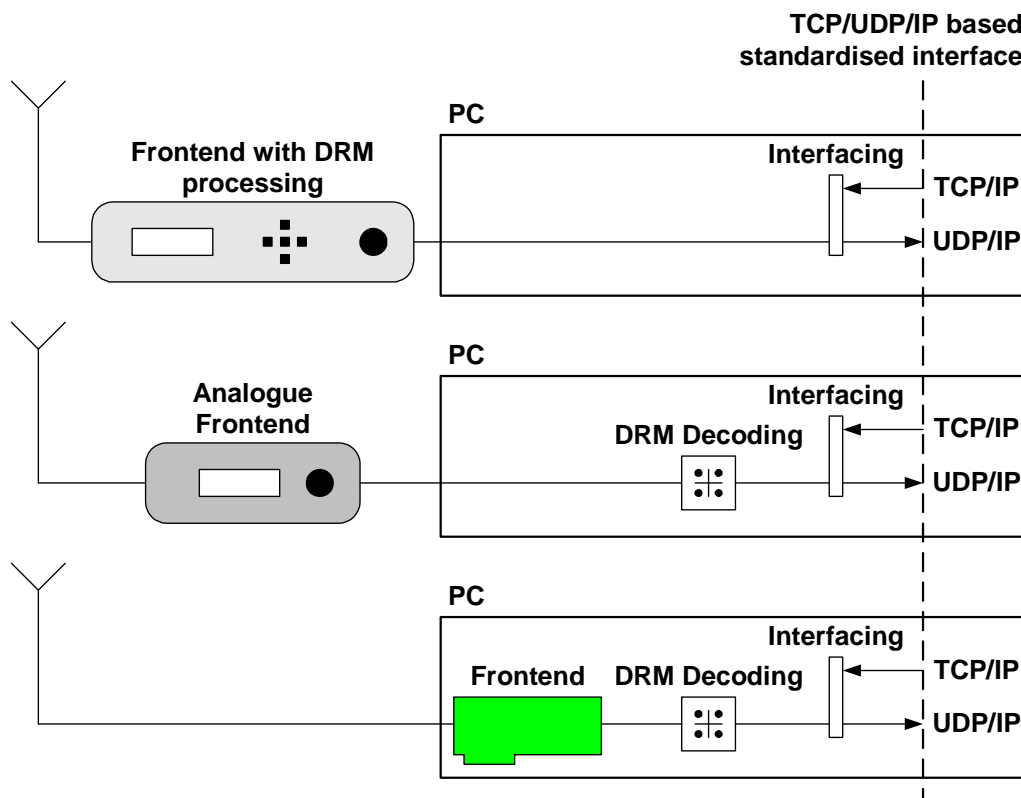 TCP/UDP/IP based
standardised interface
PC
Frontend with DRM
processing
Interfacing
TCP/IP
UDP/IP
PC
Analogue
Frontend
Interfacing
DRM Decoding
TCP/IP
UDP/IP
PC
Interfacing
Frontend
DRM Decoding
TCP/IP
UDP/IP